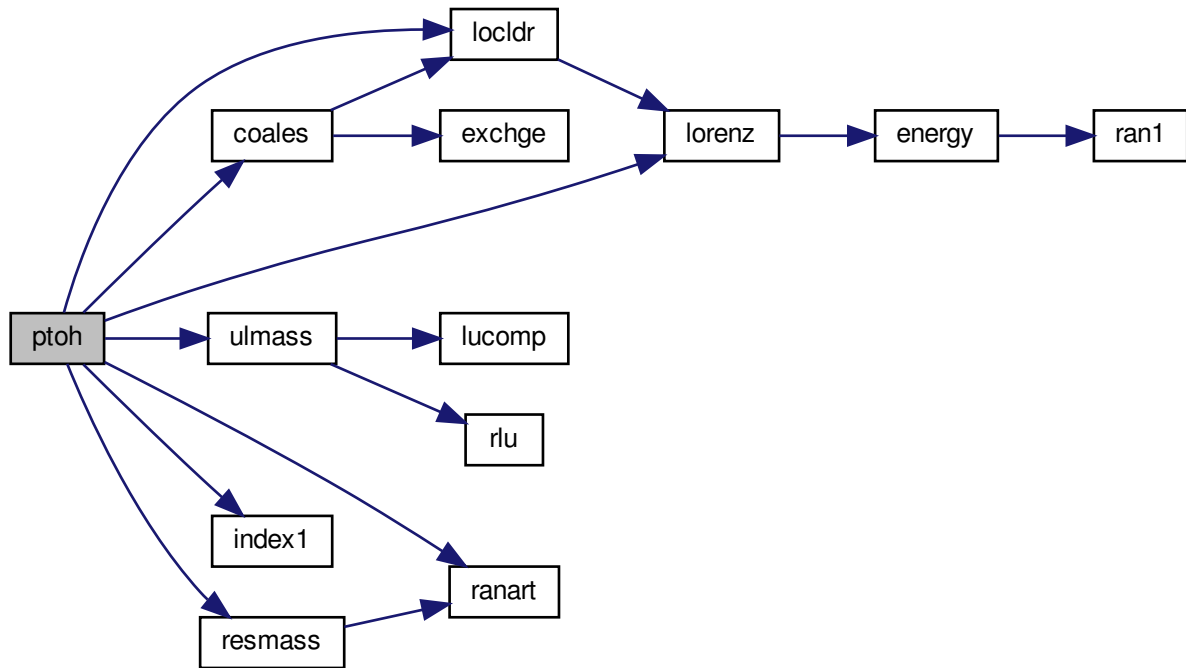 locldr
coales
exchge
lorenz
energy
ran1
ptoh
ulmass
lucomp
rlu
index1
ranart
resmass